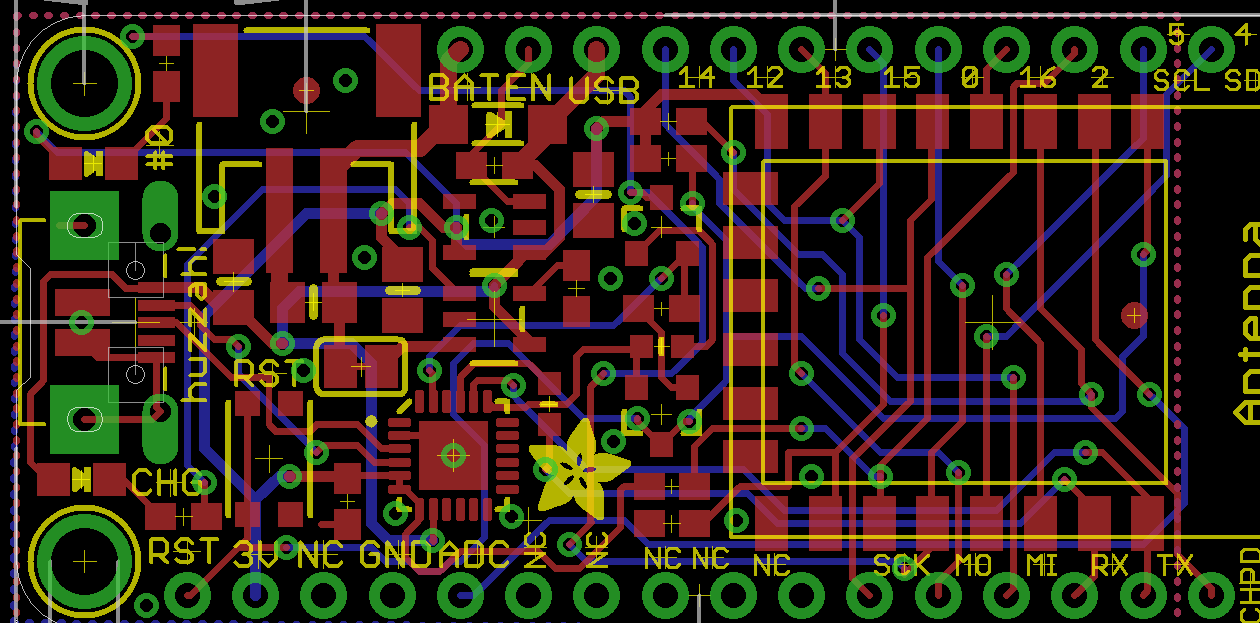 BATEN USB
14 12 13 15 0 16 2 SCL SD
5 4
#0
huzzah!
RST
CHG
Antenna
RST 3V NC GND ADC NC NC NC NC NC SCK MO MI RX TX CHPD